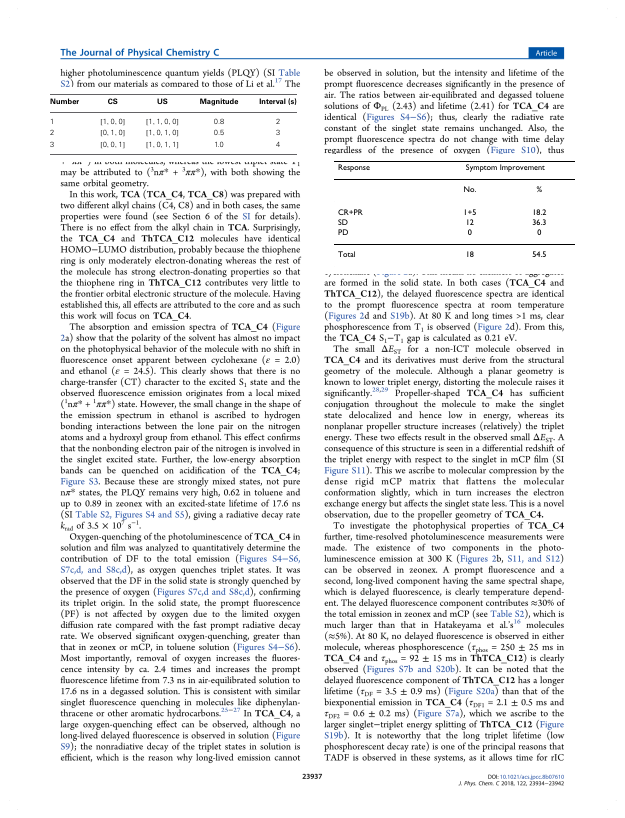 The Journal of Physical Chemistry C
Article
higher photoluminescence quantum yields (PLQY) (SI Table
S2) from our materials as compared to those of Li et al.17 The
Number CS US Magnitude Interval (s)
1 [1, 0, 0] [1, 1, 0, 0] 0.8 2
2 [0, 1, 0] [1, 0, 1, 0] 0.5 3
3 [0, 0, 1] [1, 0, 1, 1] 1.0 4
in both molecules, whereas the lowest triplet state T1
may be attributed to (3nπ* + 3ππ*), with both showing the
same orbital geometry.
In this work, TCA (TCA_C4, TCA_C8) was prepared with
two different alkyl chains (C4, C8) and in both cases, the same
properties were found (see Section 6 of the SI for details).
There is no effect from the alkyl chain in TCA. Surprisingly,
the TCA_C4 and ThTCA_C12 molecules have identical
HOMO−LUMO distribution, probably because the thiophene
ring is only moderately electron-donating whereas the rest of
the molecule has strong electron-donating properties so that
the thiophene ring in ThTCA_C12 contributes very little to
the frontier orbital electronic structure of the molecule. Having
established this, all effects are attributed to the core and as such
this work will focus on TCA_C4.
The absorption and emission spectra of TCA_C4 (Figure
2a) show that the polarity of the solvent has almost no impact
on the photophysical behavior of the molecule with no shift in
fluorescence onset apparent between cyclohexane (ε = 2.0)
and ethanol (ε = 24.5). This clearly shows that there is no
charge-transfer (CT) character to the excited S1 state and the
observed fluorescence emission originates from a local mixed
(1nπ* + 1ππ*) state. However, the small change in the shape of
the emission spectrum in ethanol is ascribed to hydrogen
bonding interactions between the lone pair on the nitrogen
atoms and a hydroxyl group from ethanol. This effect confirms
that the nonbonding electron pair of the nitrogen is involved in
the singlet excited state. Further, the low-energy absorption
bands can be quenched on acidification of the TCA_C4;
Figure S3. Because these are strongly mixed states, not pure
nπ* states, the PLQY remains very high, 0.62 in toluene and
up to 0.89 in zeonex with an excited-state lifetime of 17.6 ns
(SI Table S2, Figures S4 and S5), giving a radiative decay rate
krad of 3.5 × 107 s−1.
Oxygen-quenching of the photoluminescence of TCA_C4 in
solution and film was analyzed to quantitatively determine the
contribution of DF to the total emission (Figures S4−S6,
S7c,d, and S8c,d), as oxygen quenches triplet states. It was
observed that the DF in the solid state is strongly quenched by
the presence of oxygen (Figures S7c,d and S8c,d), confirming
its triplet origin. In the solid state, the prompt fluorescence
(PF) is not affected by oxygen due to the limited oxygen
diffusion rate compared with the fast prompt radiative decay
rate. We observed significant oxygen-quenching, greater than
that in zeonex or mCP, in toluene solution (Figures S4−S6).
Most importantly, removal of oxygen increases the fluores-
cence intensity by ca. 2.4 times and increases the prompt
fluorescence lifetime from 7.3 ns in air-equilibrated solution to
17.6 ns in a degassed solution. This is consistent with similar
singlet fluorescence quenching in molecules like diphenylan-
thracene or other aromatic hydrocarbons.25−27 In TCA_C4, a
large oxygen-quenching effect can be observed, although no
long-lived delayed fluorescence is observed in solution (Figure
S9); the nonradiative decay of the triplet states in solution is
efficient, which is the reason why long-lived emission cannot
be observed in solution, but the intensity and lifetime of the
prompt fluorescence decreases significantly in the presence of
air. The ratios between air-equilibrated and degassed toluene
solutions of ΦPL (2.43) and lifetime (2.41) for TCA_C4 are
identical (Figures S4−S6); thus, clearly the radiative rate
constant of the singlet state remains unchanged. Also, the
prompt fluorescence spectra do not change with time delay
regardless of the presence of oxygen (Figure S10), thus
Response Symptom Improvement
No. %
CR+PR 1+5 18.2
SD 12 36.3
PD 0 0
Total 18 54.5
are formed in the solid state. In both cases (TCA_C4 and
ThTCA_C12), the delayed fluorescence spectra are identical
to the prompt fluorescence spectra at room temperature
(Figures 2d and S19b). At 80 K and long times >1 ms, clear
phosphorescence from T1 is observed (Figure 2d). From this,
the TCA_C4 S1−T1 gap is calculated as 0.21 eV.
The small ΔEST for a non-ICT molecule observed in
TCA_C4 and its derivatives must derive from the structural
geometry of the molecule. Although a planar geometry is
known to lower triplet energy, distorting the molecule raises it
significantly.28,29 Propeller-shaped TCA_C4 has sufficient
conjugation throughout the molecule to make the singlet
state delocalized and hence low in energy, whereas its
nonplanar propeller structure increases (relatively) the triplet
energy. These two effects result in the observed small ΔEST. A
consequence of this structure is seen in a differential redshift of
the triplet energy with respect to the singlet in mCP film (SI
Figure S11). This we ascribe to molecular compression by the
dense rigid mCP matrix that flattens the molecular
conformation slightly, which in turn increases the electron
exchange energy but affects the singlet state less. This is a novel
observation, due to the propeller geometry of TCA_C4.
To investigate the photophysical properties of TCA_C4
further, time-resolved photoluminescence measurements were
made. The existence of two components in the photo-
luminescence emission at 300 K (Figures 2b, S11, and S12)
can be observed in zeonex. A prompt fluorescence and a
second, long-lived component having the same spectral shape,
which is delayed fluorescence, is clearly temperature depend-
ent. The delayed fluorescence component contributes ≈30% of
the total emission in zeonex and mCP (see Table S2), which is
much larger than that in Hatakeyama et al.'s16 molecules
(≈5%). At 80 K, no delayed fluorescence is observed in either
molecule, whereas phosphorescence (τphos = 250 ± 25 ms in
TCA_C4 and τphos = 92 ± 15 ms in ThTCA_C12) is clearly
observed (Figures S7b and S20b). It can be noted that the
delayed fluorescence component of ThTCA_C12 has a longer
lifetime (τDF = 3.5 ± 0.9 ms) (Figure S20a) than that of the
biexponential emission in TCA_C4 (τDF1 = 2.1 ± 0.5 ms and
τDF2 = 0.6 ± 0.2 ms) (Figure S7a), which we ascribe to the
larger singlet−triplet energy splitting of ThTCA_C12 (Figure
S19b). It is noteworthy that the long triplet lifetime (low
phosphorescent decay rate) is one of the principal reasons that
TADF is observed in these systems, as it allows time for rIC
23937
DOI: 10.1021/acs.jpcc.8b07610
J. Phys. Chem. C 2018, 122, 23934−23942